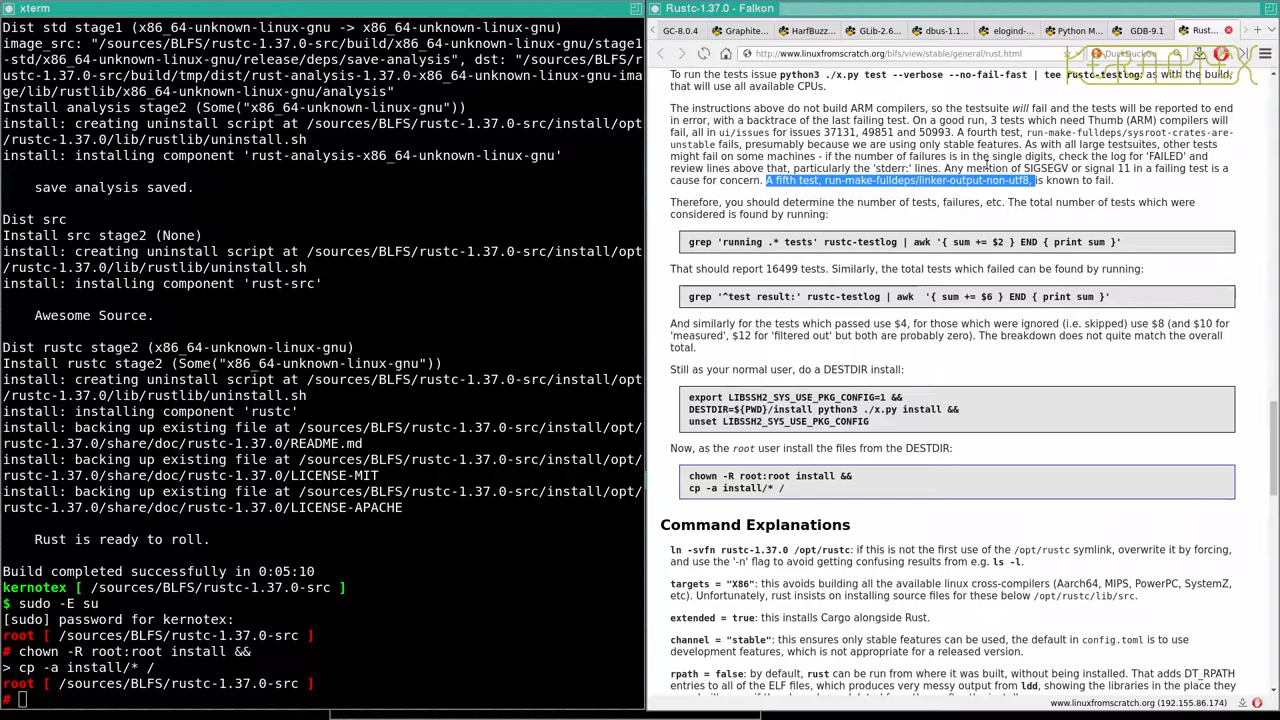 xterm
Dist std stage1 (x86_64-unknown-linux-gnu -> x86_64-unknown-linux-gnu)
image_src: "/sources/BLFS/rustc-1.37.0-src/build/x86_64-unknown-linux-gnu/stage1
-std/x86_64-unknown-linux-gnu/release/deps/save-analysis", dst: "/sources/BLFS/r
ustc-1.37.0-src/build/tmp/dist/rust-analysis-1.37.0-x86_64-unknown-linux-gnu-ima
ge/lib/rustlib/x86_64-unknown-linux-gnu/analysis"
Install analysis stage2 (Some("x86_64-unknown-linux-gnu"))
install: creating uninstall script at /sources/BLFS/rustc-1.37.0-src/install/opt
/rustc-1.37.0/lib/rustlib/uninstall.sh
install: installing component 'rust-analysis-x86_64-unknown-linux-gnu'
save analysis saved.
Dist src
Install src stage2 (None)
install: creating uninstall script at /sources/BLFS/rustc-1.37.0-src/install/opt
/rustc-1.37.0/lib/rustlib/uninstall.sh
install: installing component 'rust-src'
Awesome Source.
Dist rustc stage2 (x86_64-unknown-linux-gnu)
Install rustc stage2 (Some("x86_64-unknown-linux-gnu"))
install: creating uninstall script at /sources/BLFS/rustc-1.37.0-src/install/opt
/rustc-1.37.0/lib/rustlib/uninstall.sh
install: installing component 'rustc'
install: backing up existing file at /sources/BLFS/rustc-1.37.0-src/install/opt/
rustc-1.37.0/share/doc/rustc-1.37.0/README.md
install: backing up existing file at /sources/BLFS/rustc-1.37.0-src/install/opt/
rustc-1.37.0/share/doc/rustc-1.37.0/LICENSE-MIT
install: backing up existing file at /sources/BLFS/rustc-1.37.0-src/install/opt/
rustc-1.37.0/share/doc/rustc-1.37.0/LICENSE-APACHE
Rust is ready to roll.
Build completed successfully in 0:05:10
kernotex [ /sources/BLFS/rustc-1.37.0-src ]
$ sudo -E su
[sudo] password for kernotex:
root [ /sources/BLFS/rustc-1.37.0-src ]
# chown -R root:root install &&
> cp -a install/* /
root [ /sources/BLFS/rustc-1.37.0-src ]
#
Rustc-1.37.0 - Falkon
GC-8.0.4 Graphite... HarfBuzz... GLib-2.6... dbus-1.1... elogind-... Python M... GDB-9.1 Rust...
http://www.linuxfromscratch.org/blfs/view/stable/general/rust.html DuckDuckGo
KERNOTEX
To run the tests issue python3 ./x.py test --verbose --no-fail-fast | tee rustc-testlog: as with the build,
that will use all available CPUs.
The instructions above do not build ARM compilers, so the testsuite will fail and the tests will be reported to end
in error, with a backtrace of the last failing test. On a good run, 3 tests which need Thumb (ARM) compilers will
fail, all in ui/issues for issues 37131, 49851 and 50993. A fourth test, run-make-fulldeps/sysroot-crates-are-
unstable fails, presumably because we are using only stable features. As with all large testsuites, other tests
might fail on some machines - if the number of failures is in the single digits, check the log for 'FAILED' and
review lines above that, particularly the 'stderr:' lines. Any mention of SIGSEGV or signal 11 in a failing test is a
cause for concern. A fifth test, run-make-fulldeps/linker-output-non-utf8, is known to fail.
Therefore, you should determine the number of tests, failures, etc. The total number of tests which were
considered is found by running:
grep 'running .* tests' rustc-testlog | awk '{ sum += $2 } END { print sum }'
That should report 16499 tests. Similarly, the total tests which failed can be found by running:
grep '^test result:' rustc-testlog | awk  '{ sum += $6 } END { print sum }'
And similarly for the tests which passed use $4, for those which were ignored (i.e. skipped) use $8 (and $10 for
'measured', $12 for 'filtered out' but both are probably zero). The breakdown does not quite match the overall
total.
Still as your normal user, do a DESTDIR install:
export LIBSSH2_SYS_USE_PKG_CONFIG=1 &&
DESTDIR=${PWD}/install python3 ./x.py install &&
unset LIBSSH2_SYS_USE_PKG_CONFIG
Now, as the root user install the files from the DESTDIR:
chown -R root:root install &&
cp -a install/* /
Command Explanations
ln -svfn rustc-1.37.0 /opt/rustc: if this is not the first use of the /opt/rustc symlink, overwrite it by forcing,
and use the '-n' flag to avoid getting confusing results from e.g. ls -l.
targets = "X86": this avoids building all the available linux cross-compilers (Aarch64, MIPS, PowerPC, SystemZ,
etc). Unfortunately, rust insists on installing source files for these below /opt/rustc/lib/src.
extended = true: this installs Cargo alongside Rust.
channel = "stable": this ensures only stable features can be used, the default in config.toml is to use
development features, which is not appropriate for a released version.
rpath = false: by default, rust can be run from where it was built, without being installed. That adds DT_RPATH
entries to all of the ELF files, which produces very messy output from ldd, showing the libraries in the place they
www.linuxfromscratch.org (192.155.86.174)